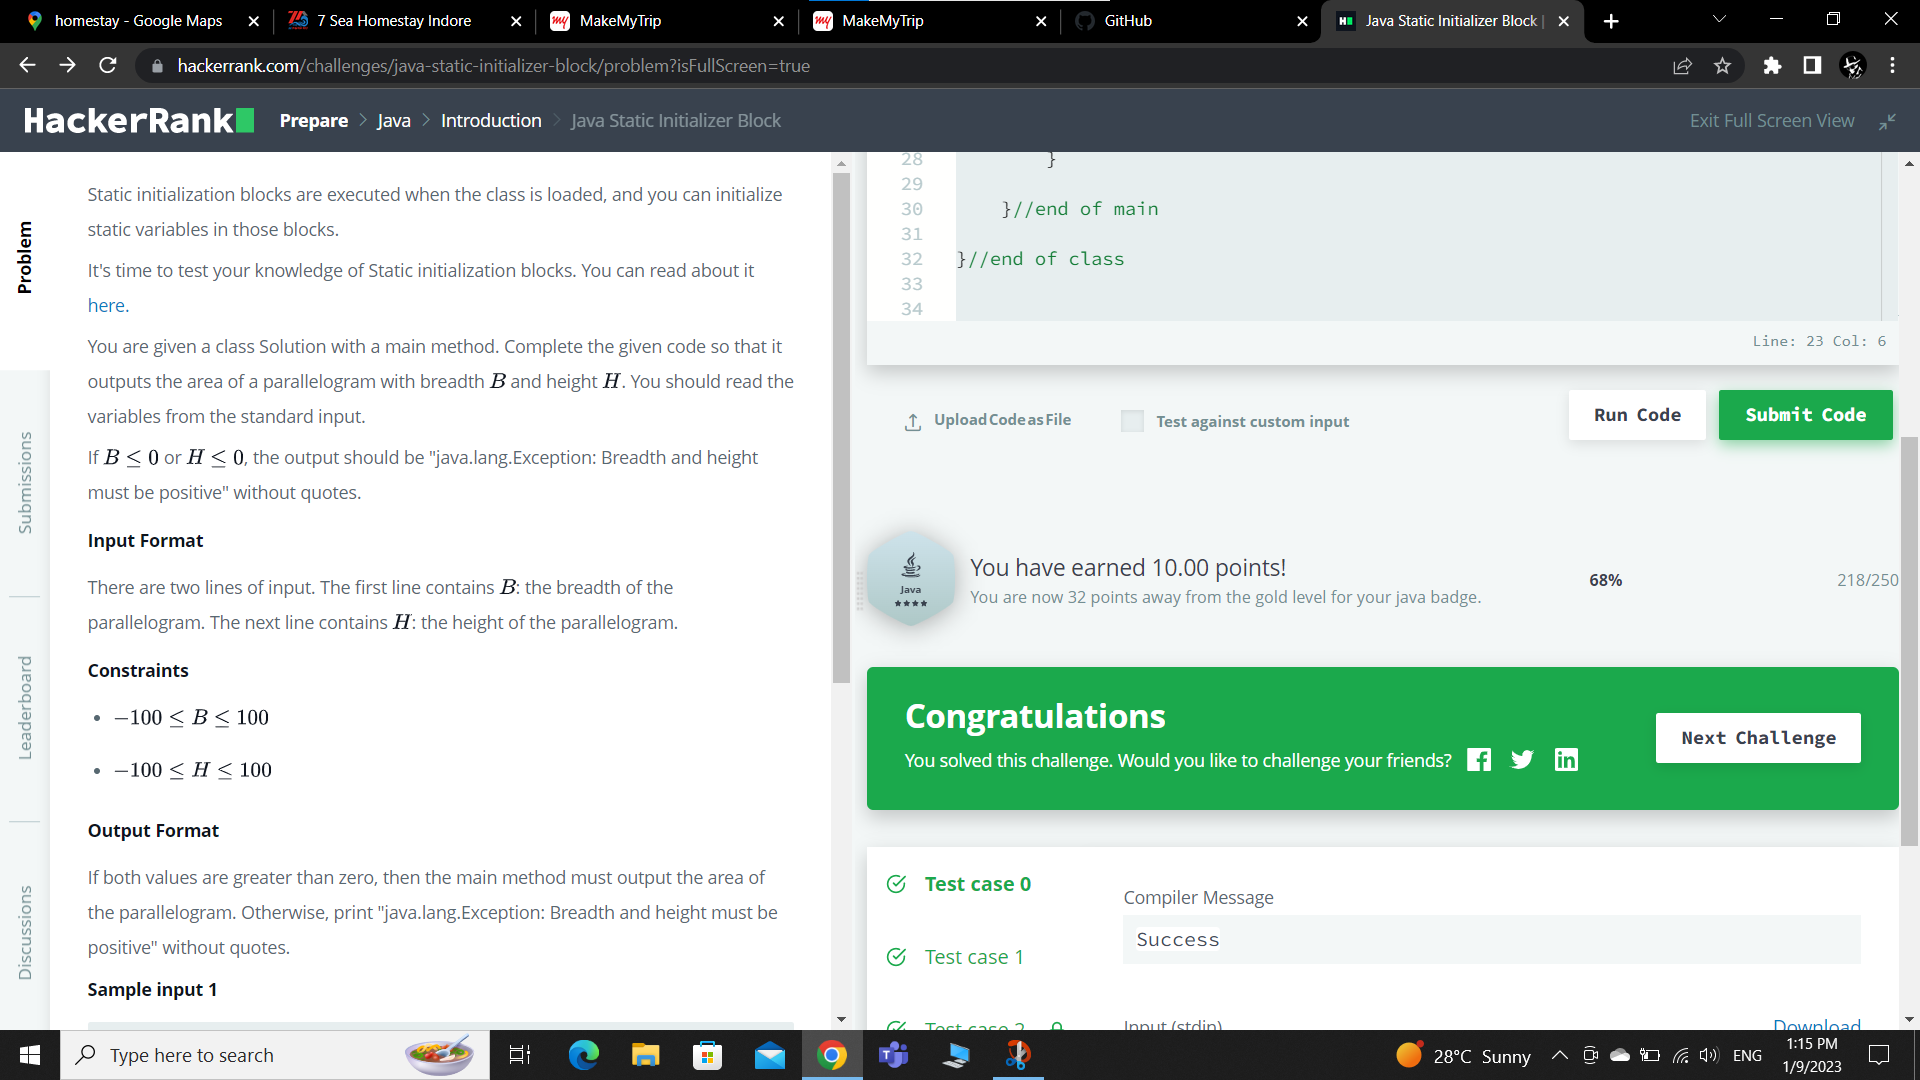 homestay - Google Maps
7 Sea Homestay Indore
MakeMyTrip
MakeMyTrip
GitHub
Java Static Initializer Block |
hackerrank.com/challenges/java-static-initializer-block/problem?isFullScreen=true
HackerRank
Prepare > Java > Introduction > Java Static Initializer Block
Exit Full Screen View
Problem
Submissions
Leaderboard
Discussions
Static initialization blocks are executed when the class is loaded, and you can initialize
static variables in those blocks.
It's time to test your knowledge of Static initialization blocks. You can read about it
here.
You are given a class Solution with a main method. Complete the given code so that it
outputs the area of a parallelogram with breadth B and height H. You should read the
variables from the standard input.
If B ≤ 0 or H ≤ 0, the output should be "java.lang.Exception: Breadth and height
must be positive" without quotes.
Input Format
There are two lines of input. The first line contains B: the breadth of the
parallelogram. The next line contains H: the height of the parallelogram.
Constraints
• −100 ≤ B ≤ 100
• −100 ≤ H ≤ 100
Output Format
If both values are greater than zero, then the main method must output the area of
the parallelogram. Otherwise, print "java.lang.Exception: Breadth and height must be
positive" without quotes.
Sample input 1
28 }
29
30 }//end of main
31
32 }//end of class
33
34
Line: 23 Col: 6
Upload Code as File
Test against custom input
Run Code
Submit Code
Java
You have earned 10.00 points!
You are now 32 points away from the gold level for your java badge.
68%
218/250
Congratulations
You solved this challenge. Would you like to challenge your friends?
Next Challenge
Test case 0
Test case 1
Test case 2
Compiler Message
Success
Input (stdin)
Download
Type here to search
28°C Sunny
ENG
1:15 PM
1/9/2023